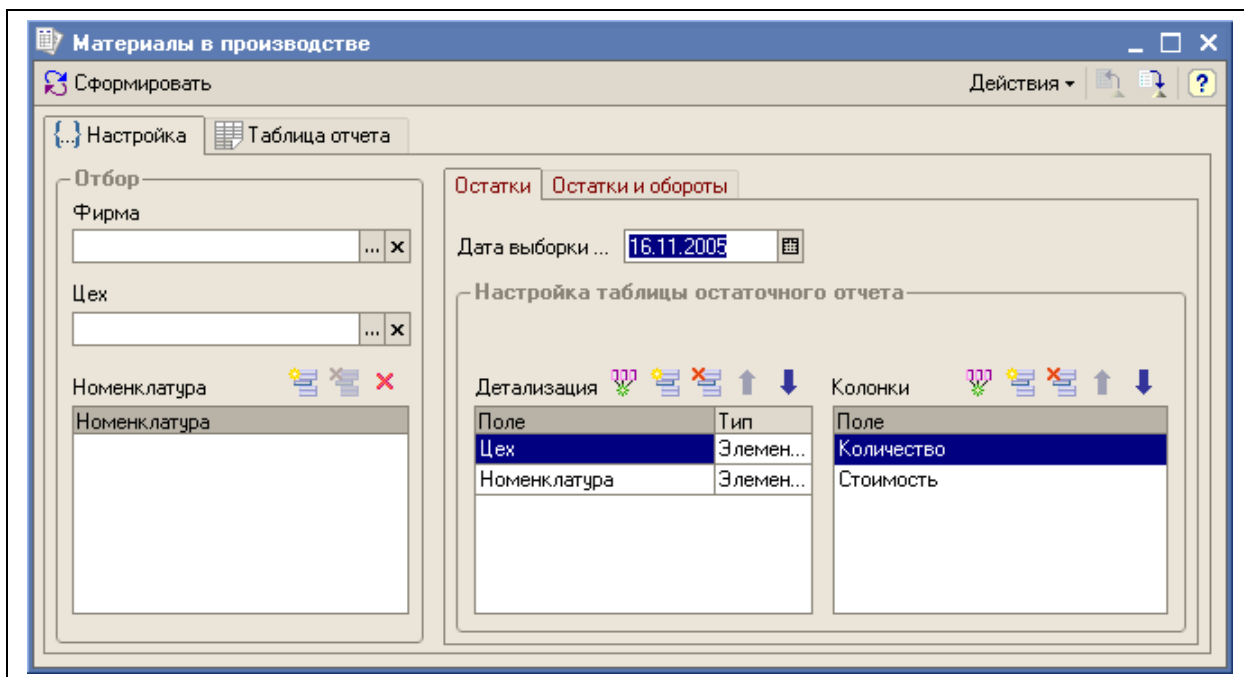 Материалы в производстве
Сформировать
Действия
?
{...} Настройка
Таблица отчета
Отбор
Фирма
...
Цех
...
Номенклатура
Номенклатура
Остатки
Остатки и обороты
Дата выборки ...
16.11.2005
Настройка таблицы остаточного отчета
Детализация
Поле Тип
Цех Элемен...
Номенклатура Элемен...
Колонки
Поле
Количество
Стоимость